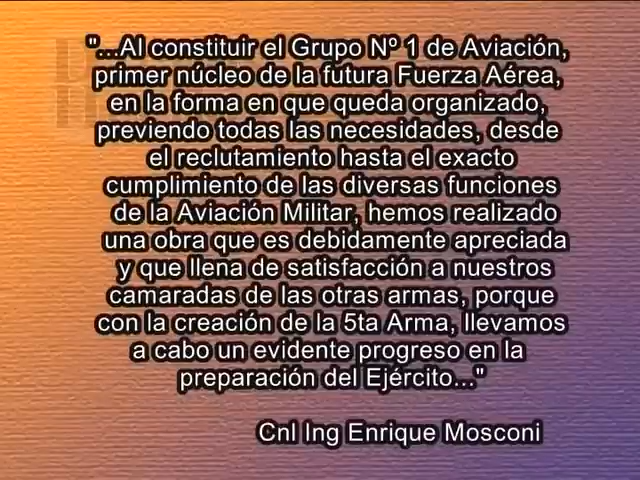 "...Al constituir el Grupo Nº 1 de Aviación,
primer núcleo de la futura Fuerza Aérea,
en la forma en que queda organizado,
previendo todas las necesidades, desde
el reclutamiento hasta el exacto
cumplimiento de las diversas funciones
de la Aviación Militar, hemos realizado
una obra que es debidamente apreciada
y que llena de satisfacción a nuestros
camaradas de las otras armas, porque
con la creación de la 5ta Arma, llevamos
a cabo un evidente progreso en la
preparación del Ejército..."
Cnl Ing Enrique Mosconi